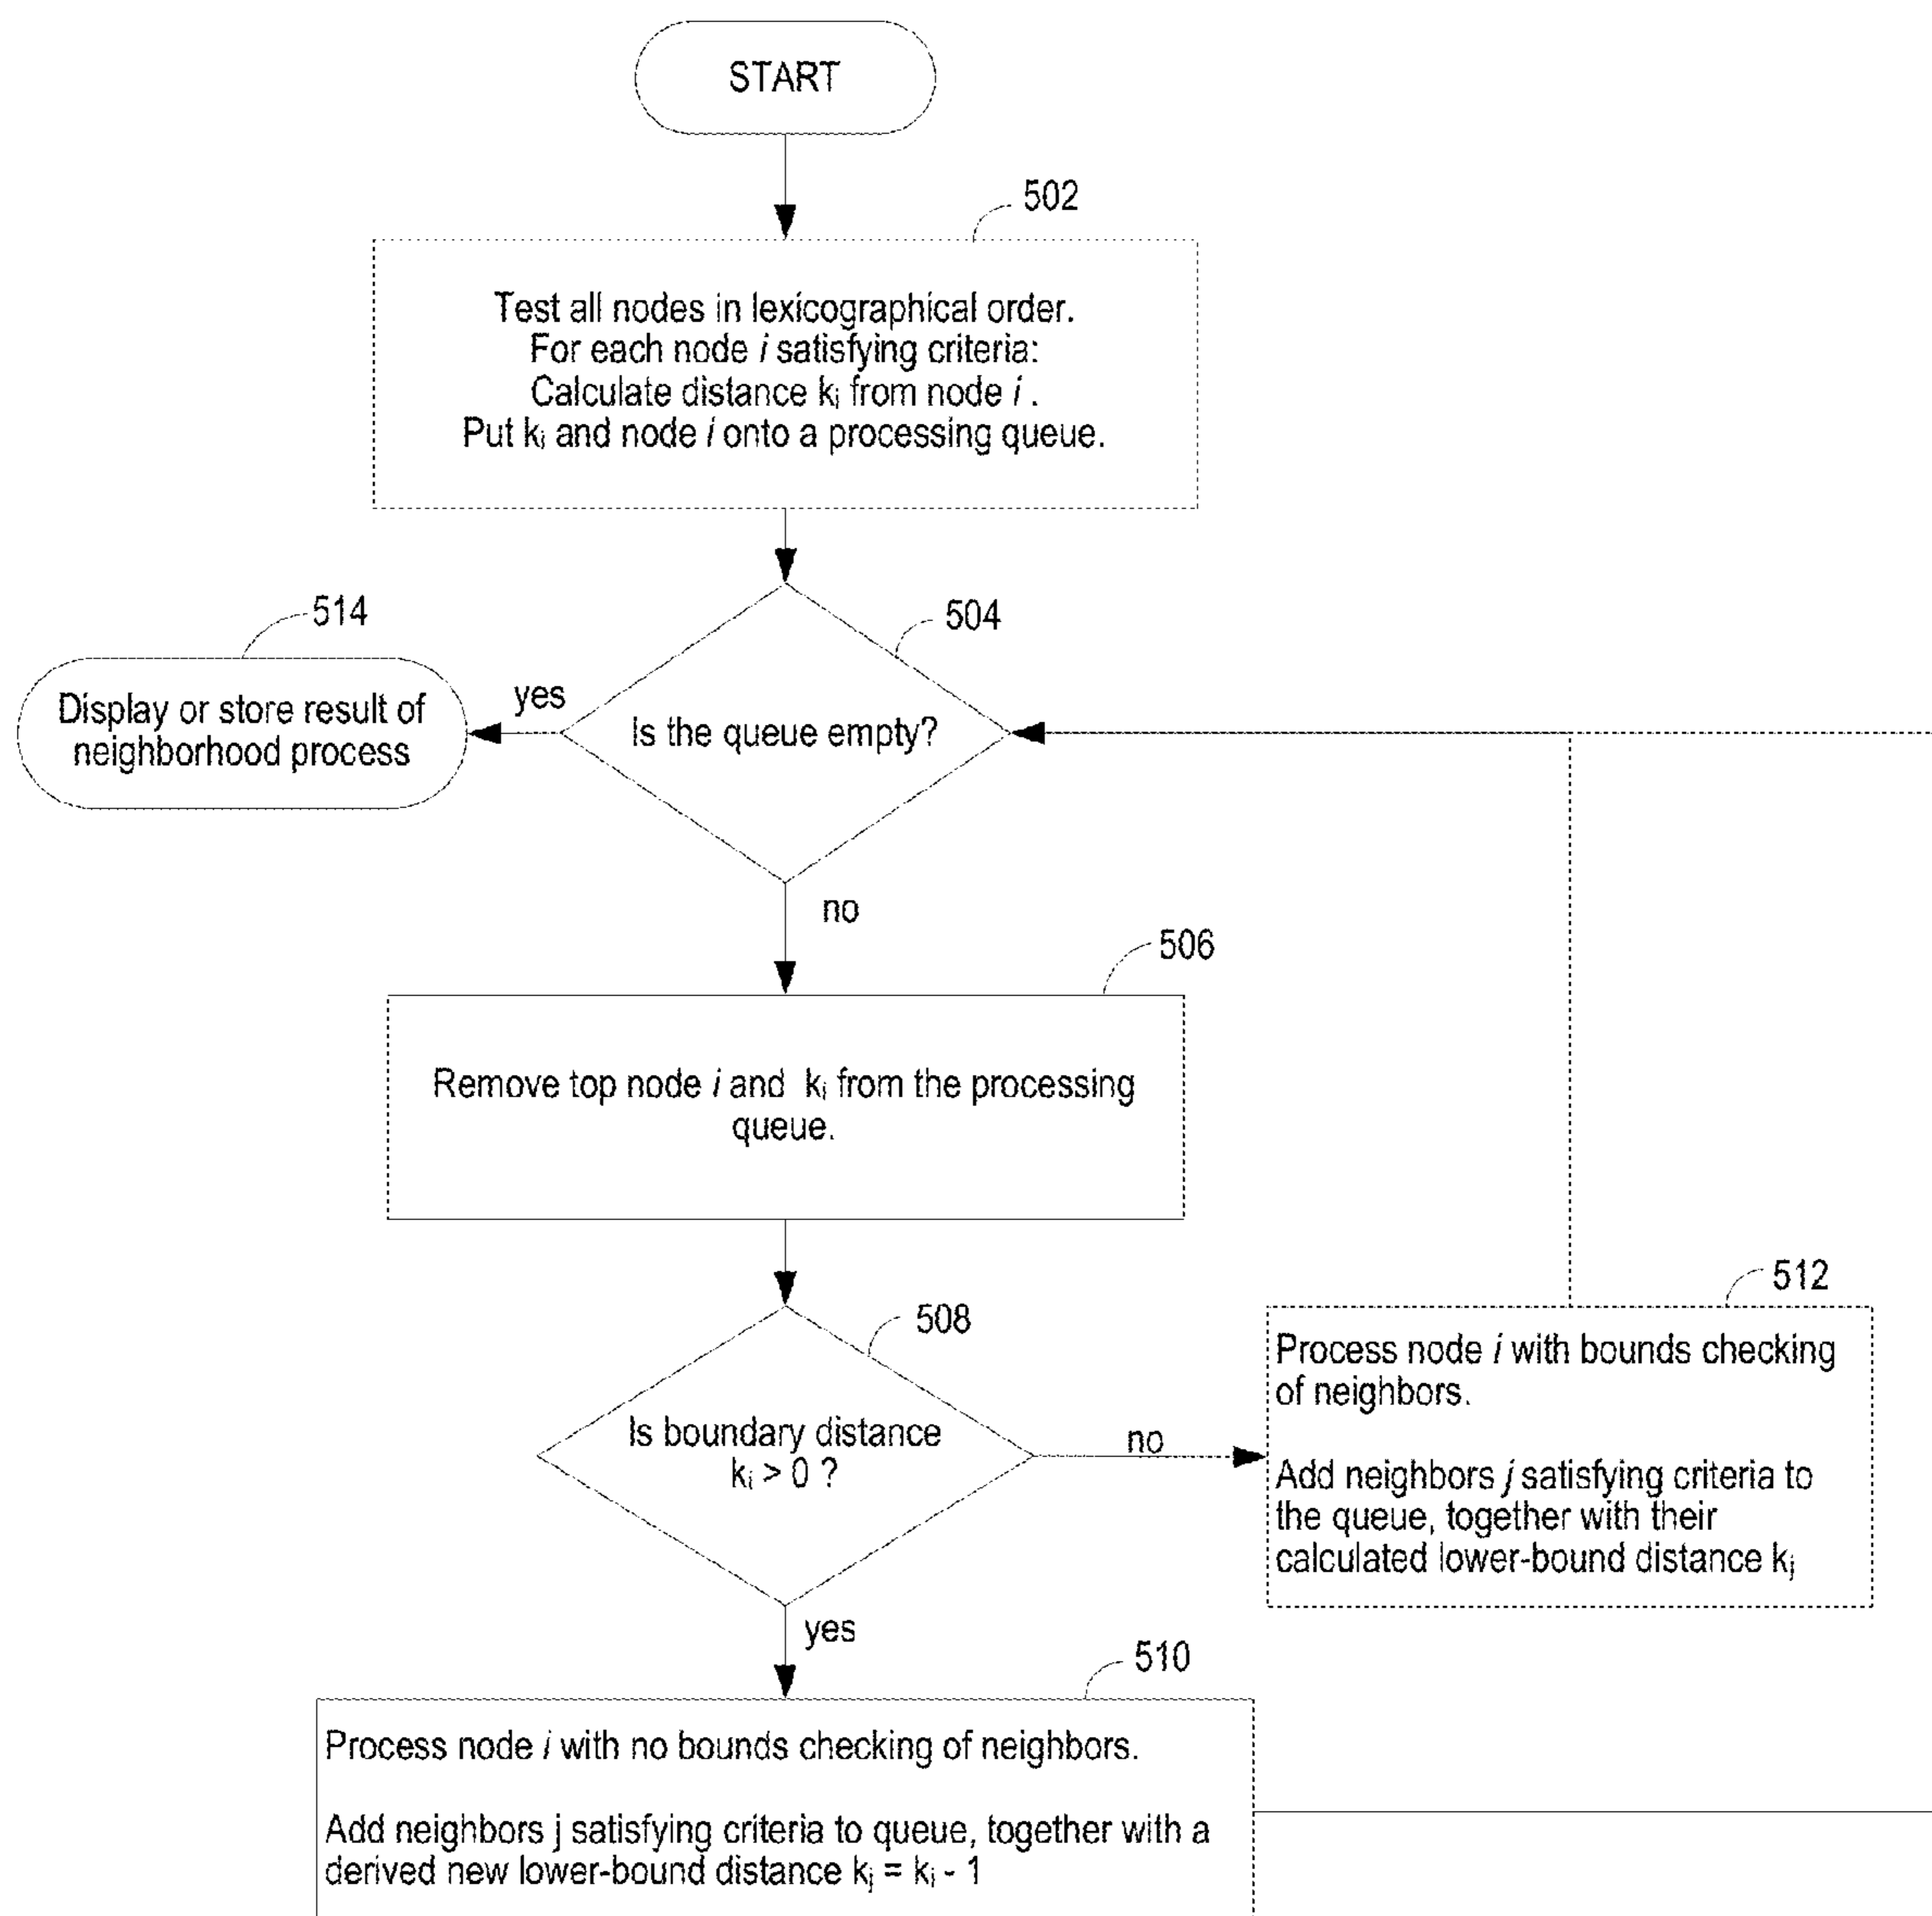 START
502
Test all nodes in lexicographical order.
For each node i satisfying criteria:
Calculate distance kᵢ from node i .
Put kᵢ and node i onto a processing queue.
514
504
Display or store result of
neighborhood process
yes
Is the queue empty?
no
506
Remove top node i and kᵢ from the processing
queue.
508
512
Is boundary distance
kᵢ > 0 ?
no
Process node i with bounds checking
of neighbors.
Add neighbors j satisfying criteria to
the queue, together with their
calculated lower-bound distance kⱼ
yes
510
Process node i with no bounds checking of neighbors.
Add neighbors j satisfying criteria to queue, together with a
derived new lower-bound distance kⱼ = kᵢ - 1